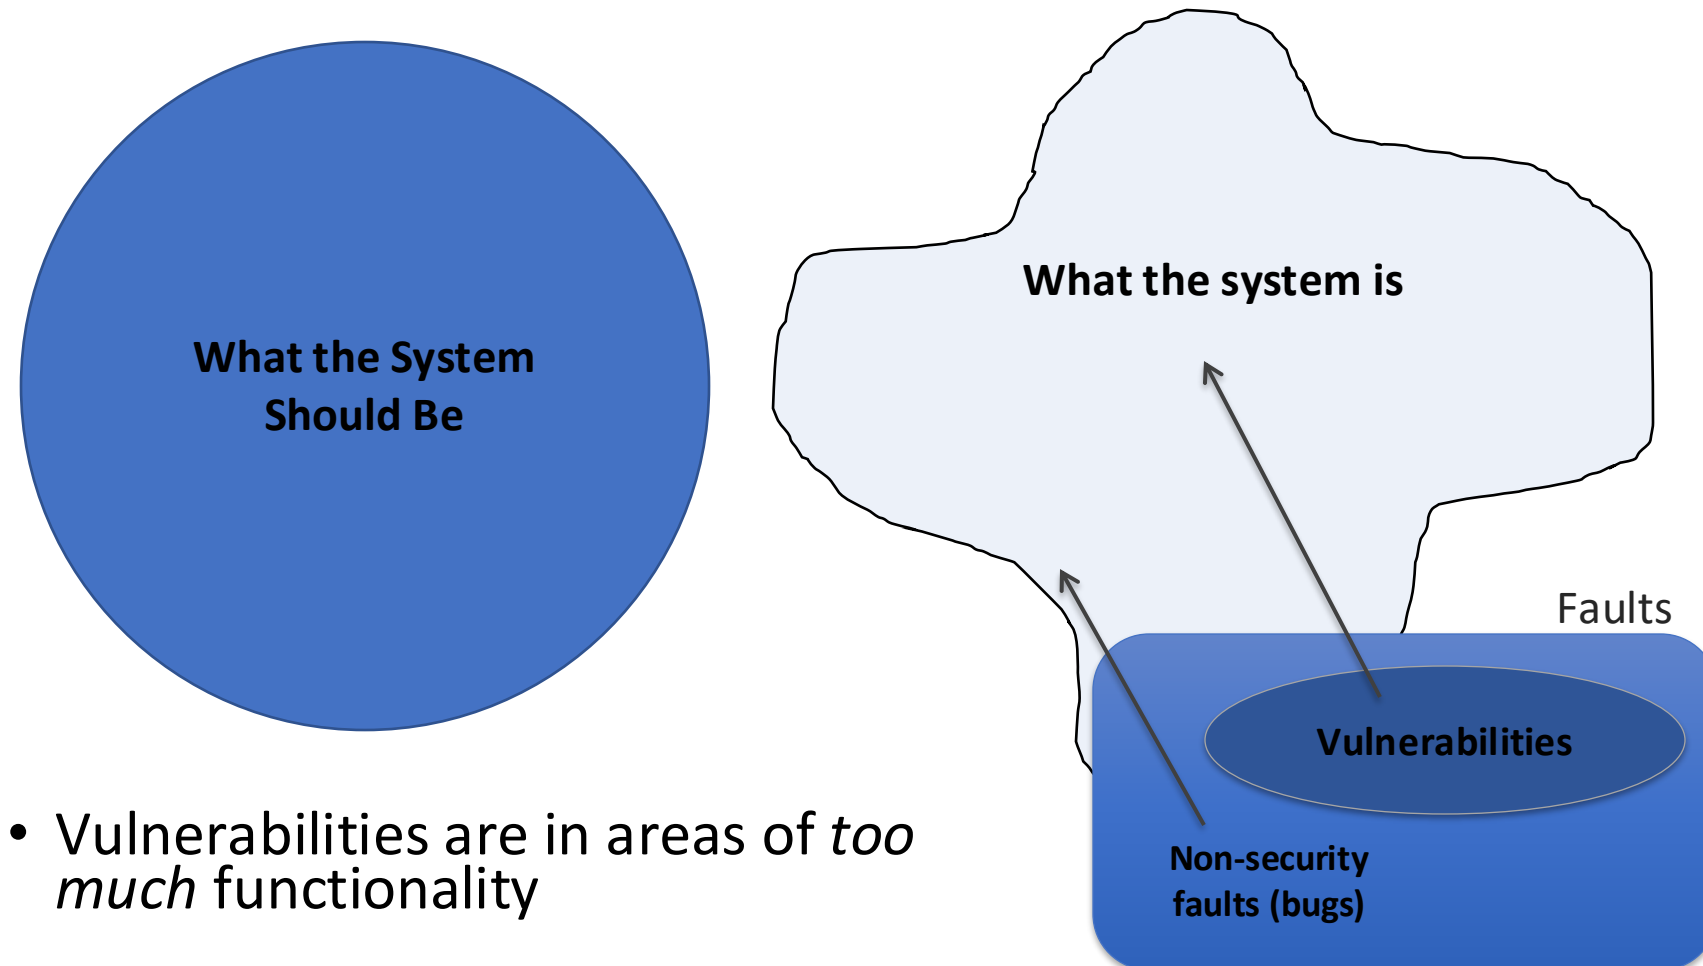 What the System
Should Be
What the system is
Faults
Vulnerabilities
Non-security
faults (bugs)
• Vulnerabilities are in areas of too
much functionality